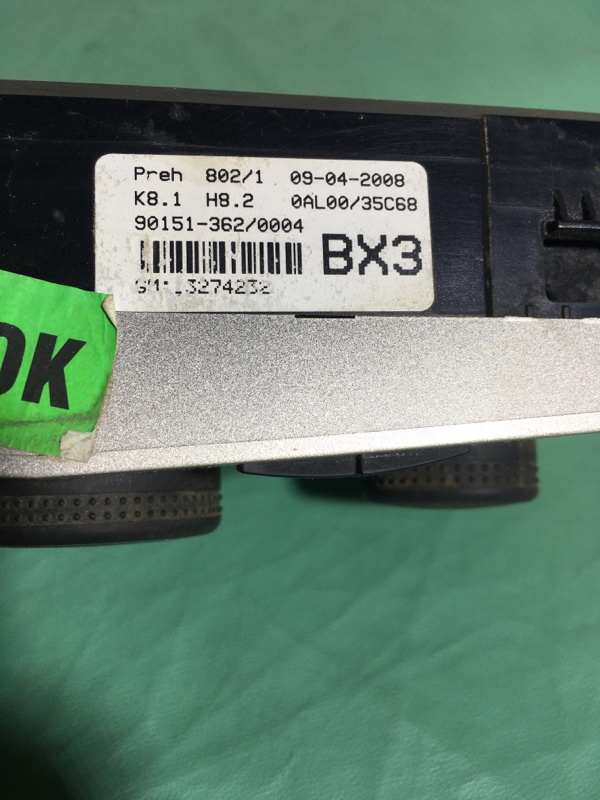 Preh 802/1 09-04-2008
K8.1 H8.2 0AL00/35C68
90151-362/0004
BX3
OK